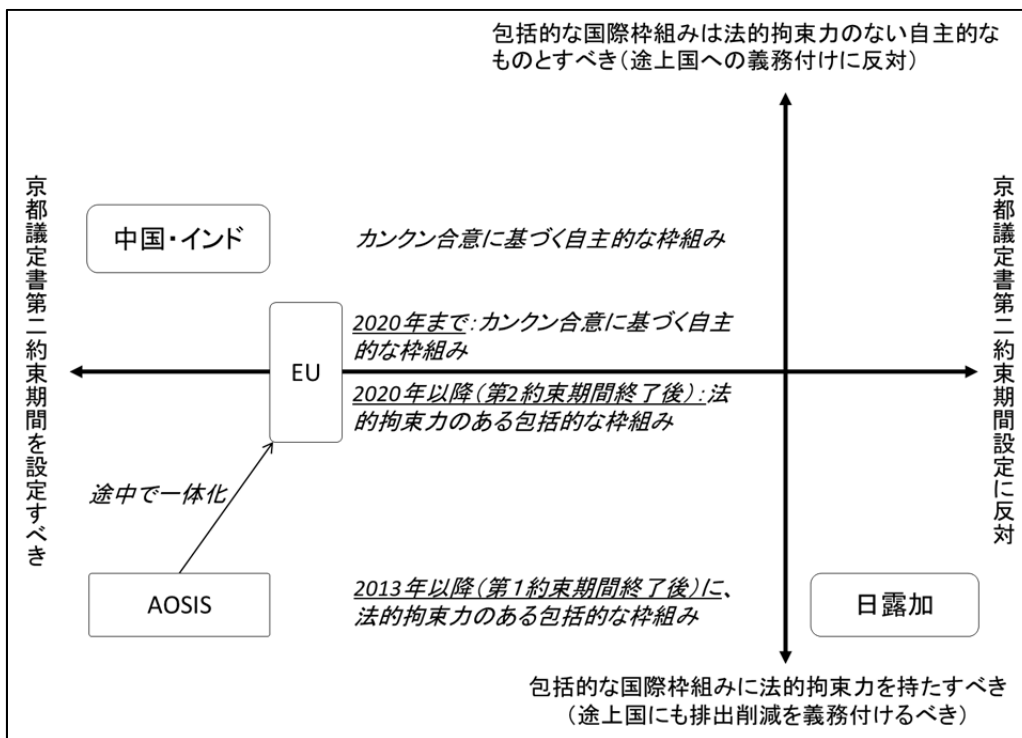 包括的な国際枠組みは法的拘束力のない自主的な
ものとすべき（途上国への義務付けに反対）
京都議定書第二約束期間を設定すべき
京都議定書第二約束期間設定に反対
中国・インド
カンクン合意に基づく自主的な枠組み
EU
2020年まで：カンクン合意に基づく自主
的な枠組み
2020年以降（第2約束期間終了後）：法
的拘束力のある包括的な枠組み
途中で一体化
AOSIS
2013年以降（第１約束期間終了後）に、
法的拘束力のある包括的な枠組み
日露加
包括的な国際枠組みに法的拘束力を持たすべき
（途上国にも排出削減を義務付けるべき）